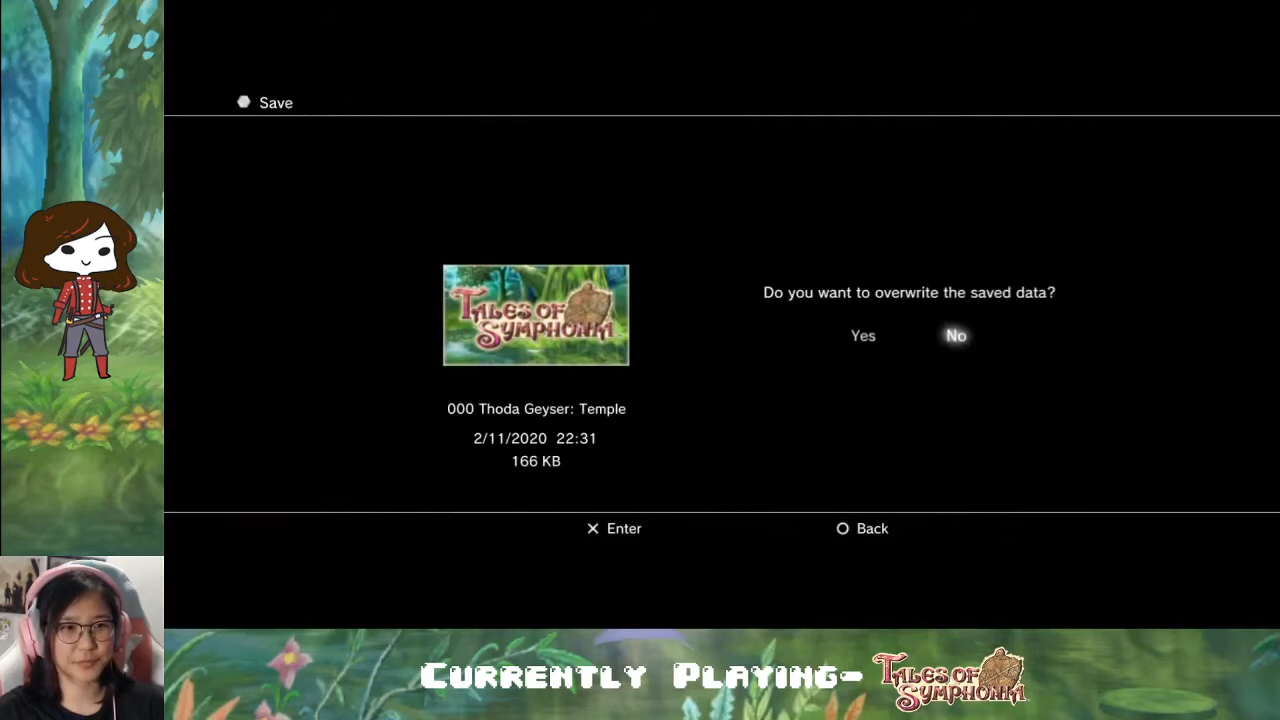 Save
TALES OF
SYMPHONIA
Do you want to overwrite the saved data?
Yes No
000 Thoda Geyser: Temple
2/11/2020 22:31
166 KB
Enter Back
CURRENTLY PLAYING-
TALES OF
SYMPHONIA